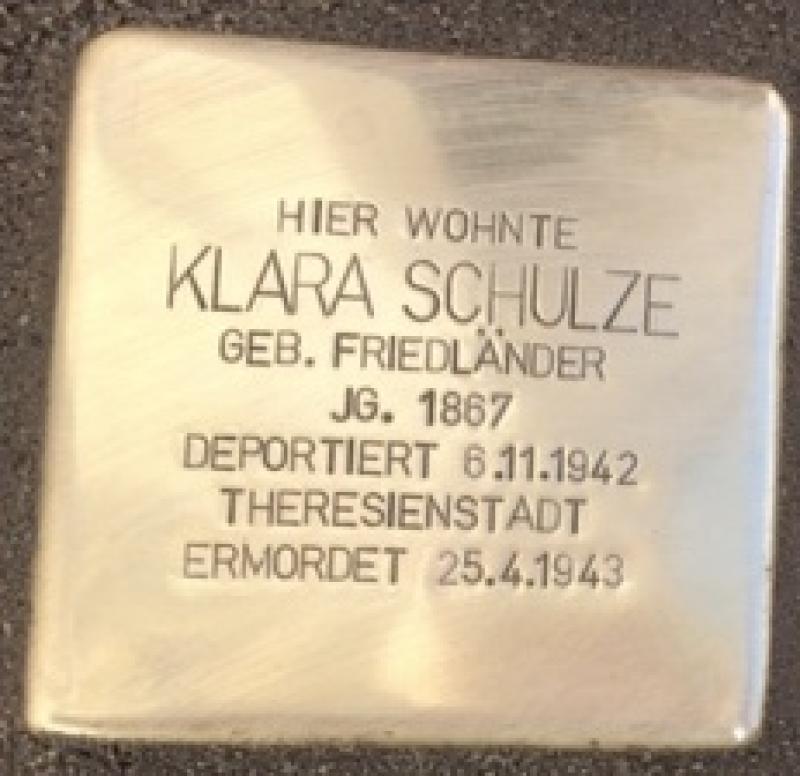 HIER WOHNTE
KLARA SCHULZE
GEB. FRIEDLÄNDER
JG. 1867
DEPORTIERT 6.11.1942
THERESIENSTADT
ERMORDET 25.4.1943